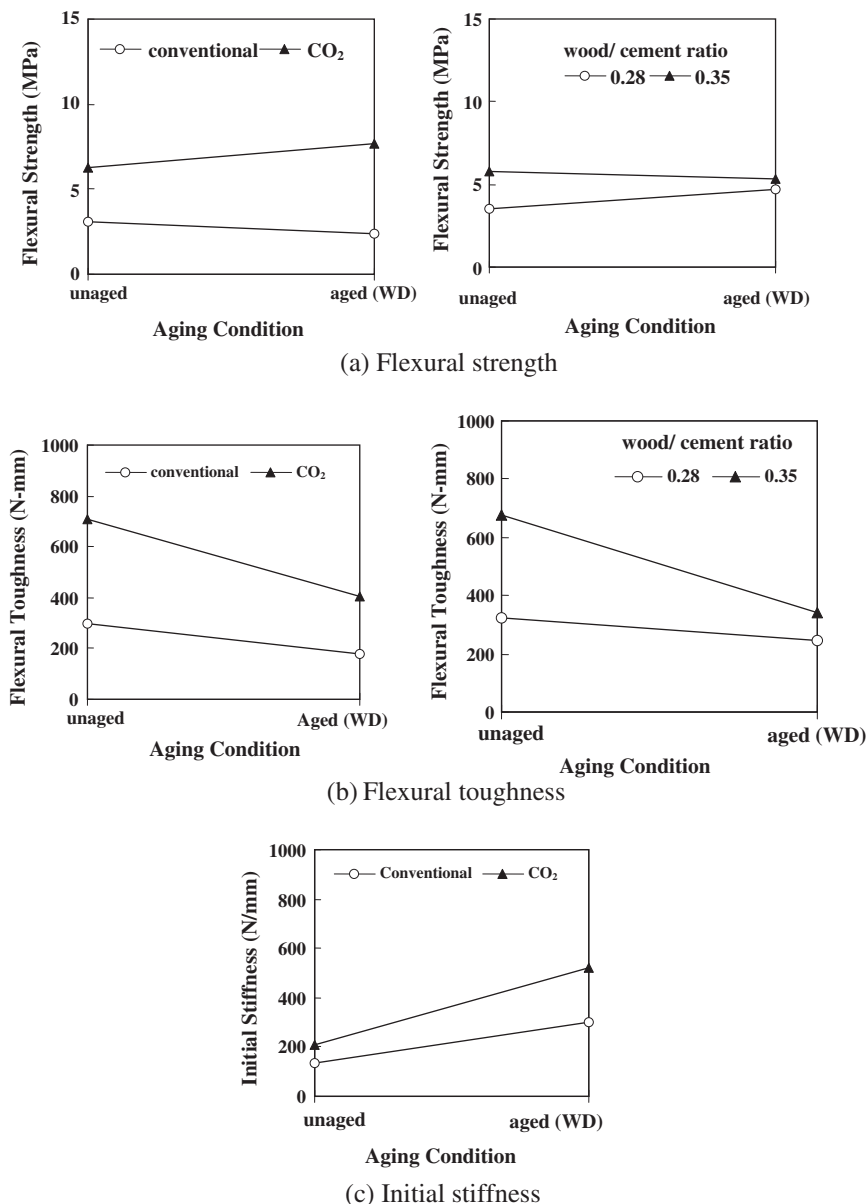 15
10
5
0
Flexural Strength (MPa)
conventional CO₂
unaged aged (WD)
Aging Condition
15
10
5
0
Flexural Strength (MPa)
wood/ cement ratio
0.28 0.35
unaged aged (WD)
Aging Condition
(a) Flexural strength
1000
800
600
400
200
0
Flexural Toughness (N-mm)
conventional CO₂
unaged Aged (WD)
Aging Condition
1000
800
600
400
200
0
Flexural Toughness (N-mm)
wood/ cement ratio
0.28 0.35
unaged aged (WD)
Aging Condition
(b) Flexural toughness
1000
800
600
400
200
0
Initial Stiffness (N/mm)
Conventional CO₂
unaged aged (WD)
Aging Condition
(c) Initial stiffness